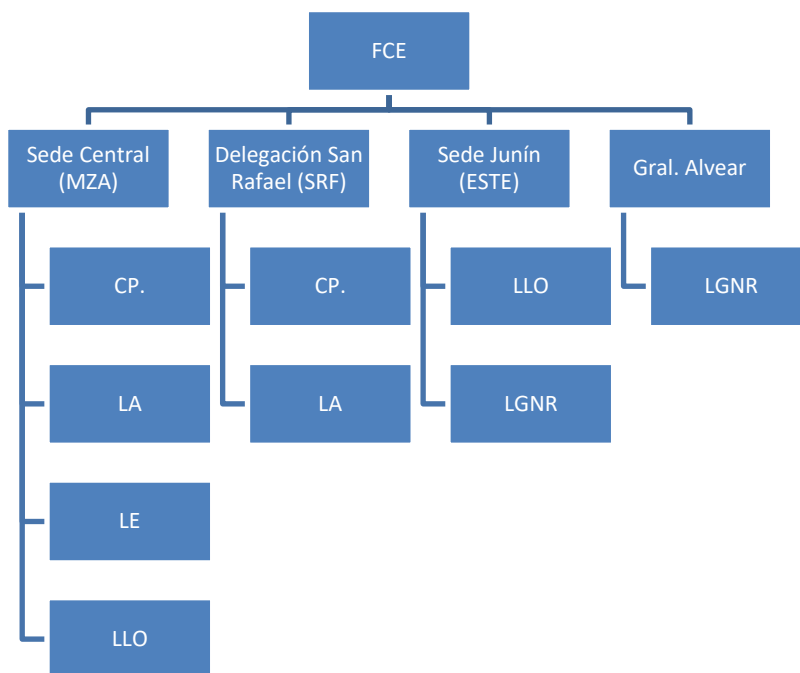 FCE
Sede Central
(MZA)
CP.
LA
LE
LLO
Delegación San
Rafael (SRF)
CP.
LA
Sede Junín
(ESTE)
LLO
LGNR
Gral. Alvear
LGNR